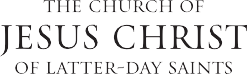 THE CHURCH OF
JESUS CHRIST
OF LATTER-DAY SAINTS